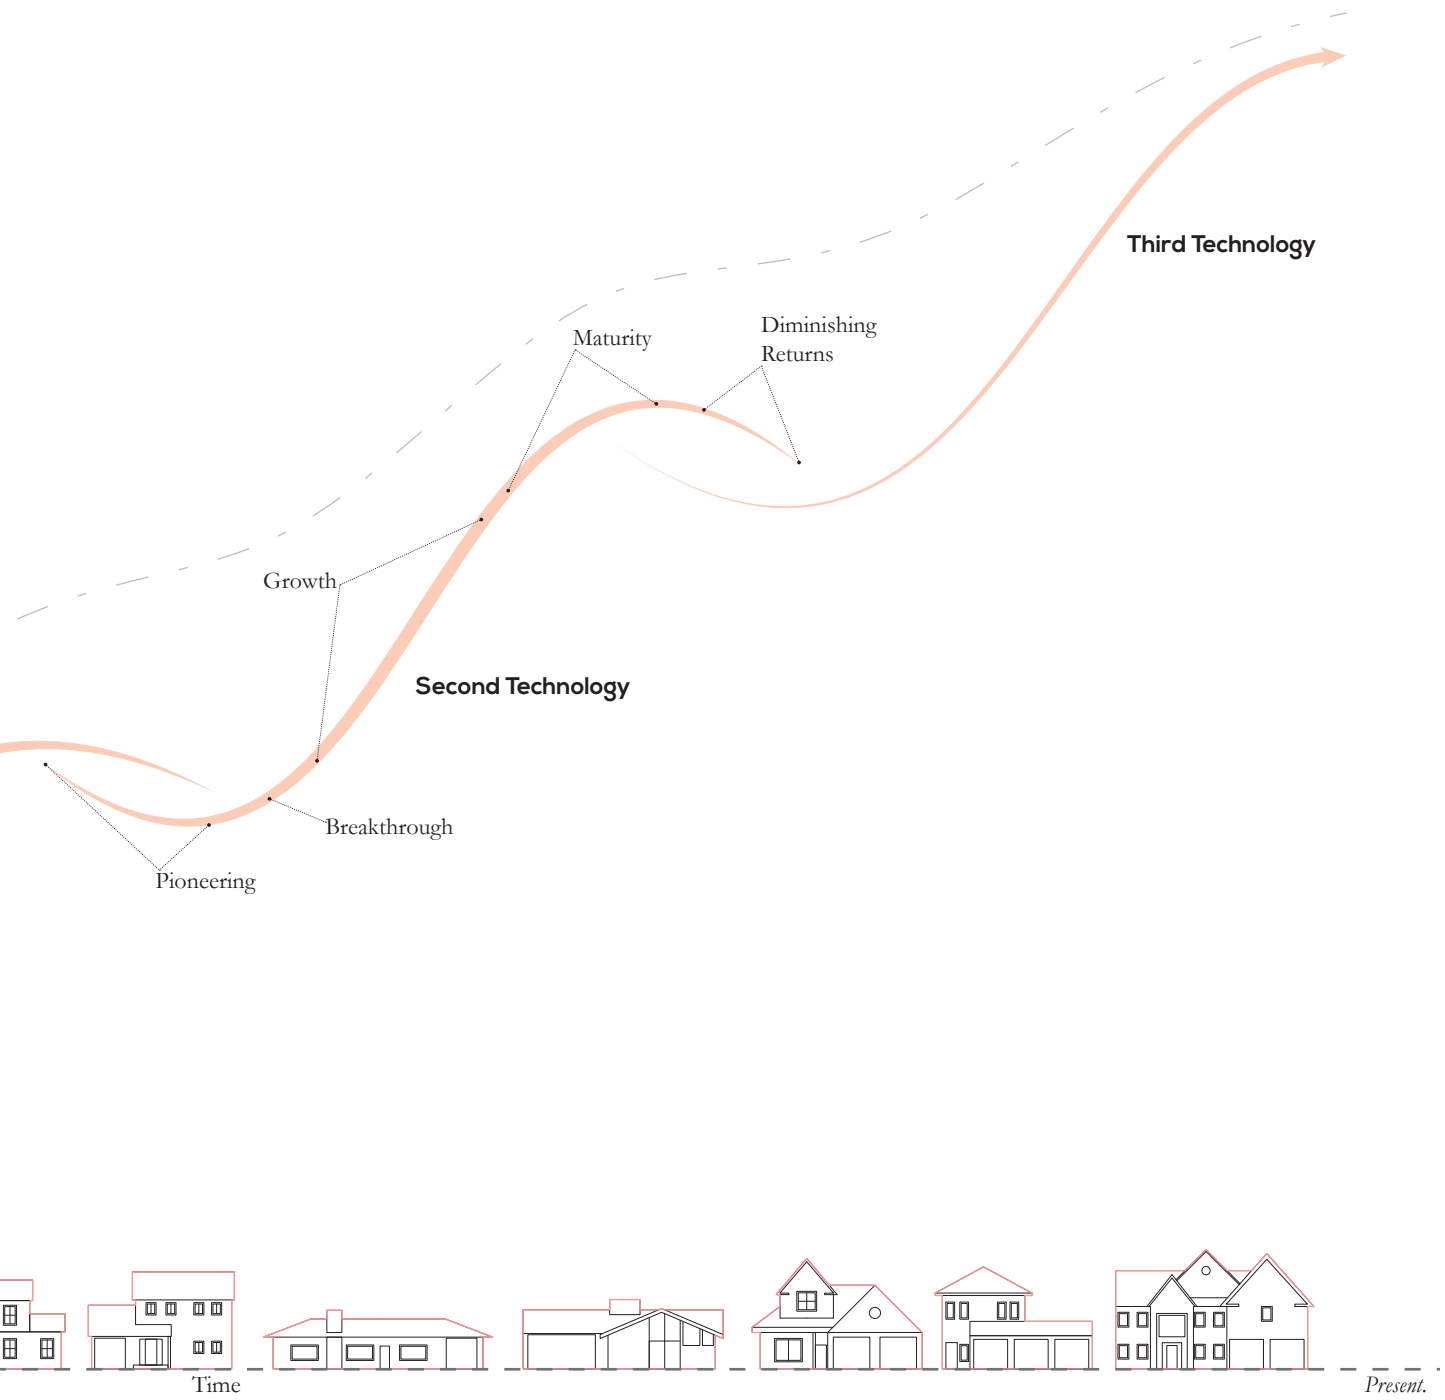 Third Technology
Diminishing
Returns
Maturity
Growth
Second Technology
Breakthrough
Pioneering
Time
Present.